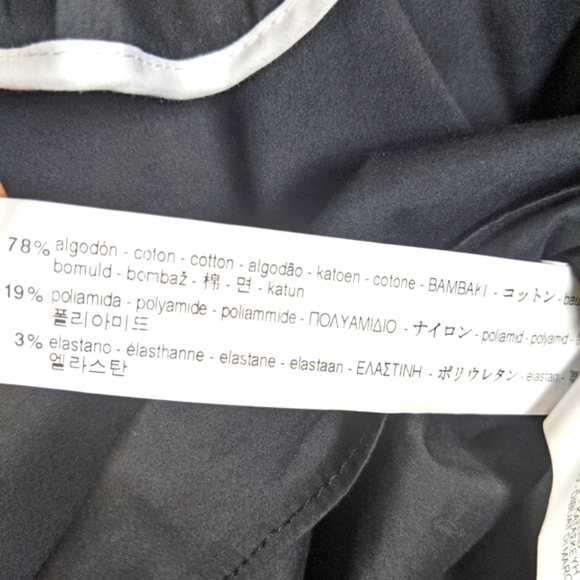 78% algodón - coton - cotton - algodão - katoen - cotone - BAMBAKI - コットン -
bomuld - bombaž - 棉 - 면 - katun
19% poliamida - polyamide - poliammide - ΠΟΛΥΑΜΙΔΙΟ - ナイロン - poliamid - polyamid -
폴리아미드
3% elastano - élasthanne - elastane - elastaan - ΕΛΑΣΤΙΝΗ - ポリウレタン - elastan -
엘라스탄